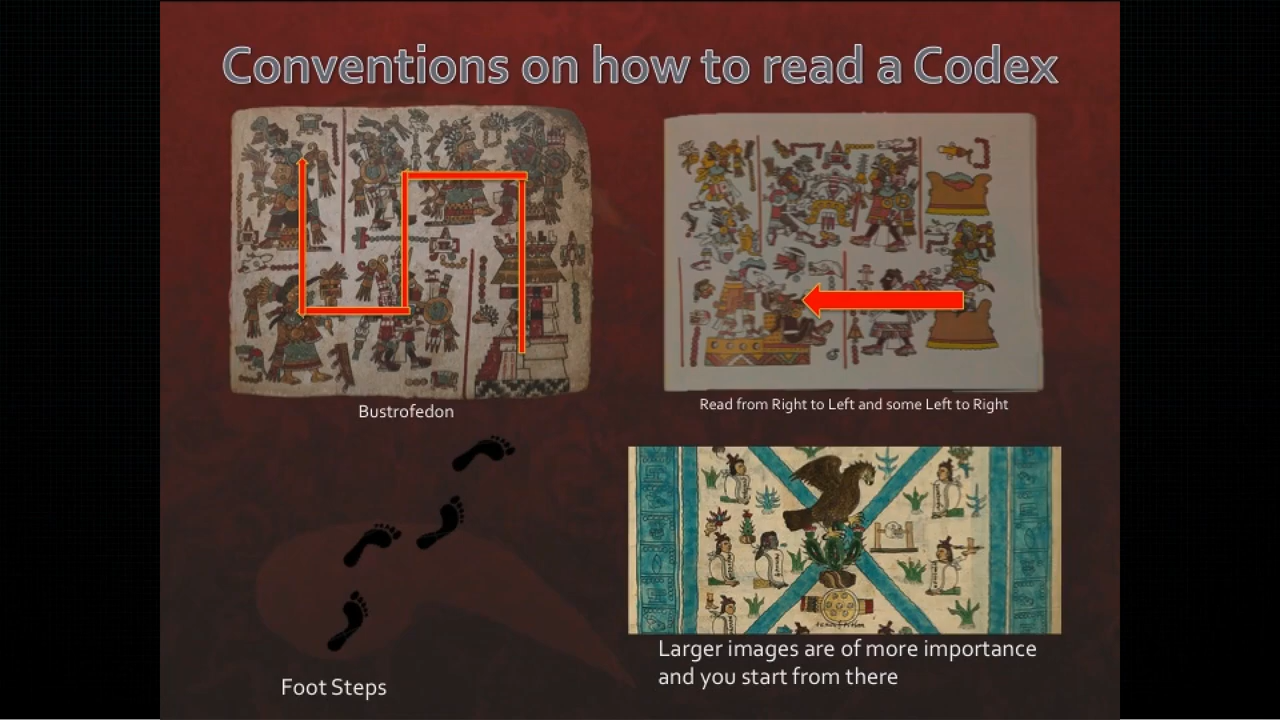 Conventions on how to read a Codex
Bustrofedon
Read from Right to Left and some Left to Right
Foot Steps
Larger images are of more importance
and you start from there